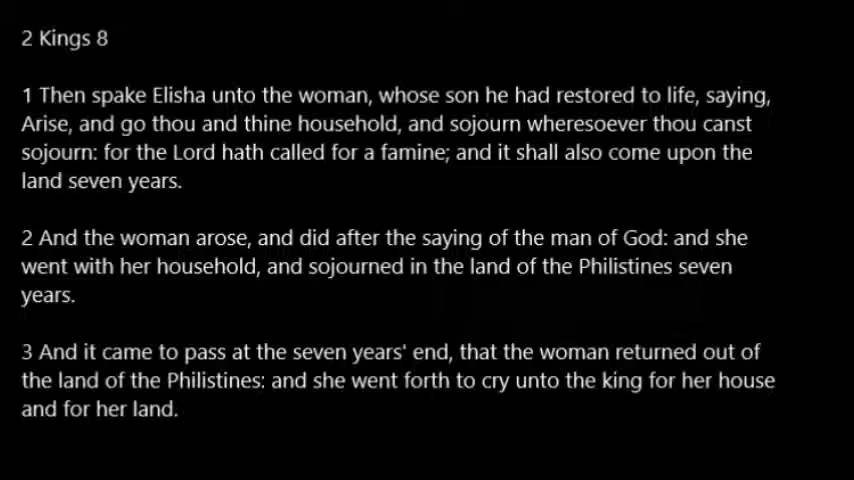 2 Kings 8
1 Then spake Elisha unto the woman, whose son he had restored to life, saying,
Arise, and go thou and thine household, and sojourn wheresoever thou canst
sojourn: for the Lord hath called for a famine; and it shall also come upon the
land seven years.
2 And the woman arose, and did after the saying of the man of God: and she
went with her household, and sojourned in the land of the Philistines seven
years.
3 And it came to pass at the seven years' end, that the woman returned out of
the land of the Philistines: and she went forth to cry unto the king for her house
and for her land.